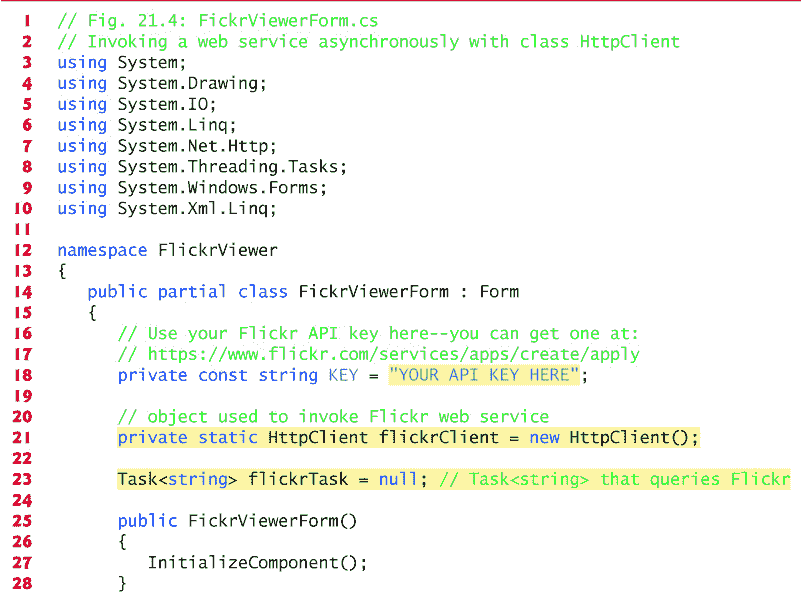 1 // Fig. 21.4: FickrViewerForm.cs
2 // Invoking a web service asynchronously with class HttpClient
3 using System;
4 using System.Drawing;
5 using System.IO;
6 using System.Linq;
7 using System.Net.Http;
8 using System.Threading.Tasks;
9 using System.Windows.Forms;
10 using System.Xml.Linq;
11
12 namespace FlickrViewer
13 {
14 public partial class FickrViewerForm : Form
15 {
16 // Use your Flickr API key here--you can get one at:
17 // https://www.flickr.com/services/apps/create/apply
18 private const string KEY = "YOUR API KEY HERE";
19
20 // object used to invoke Flickr web service
21 private static HttpClient flickrClient = new HttpClient();
22
23 Task<string> flickrTask = null; // Task<string> that queries Flickr
24
25 public FickrViewerForm()
26 {
27 InitializeComponent();
28 }